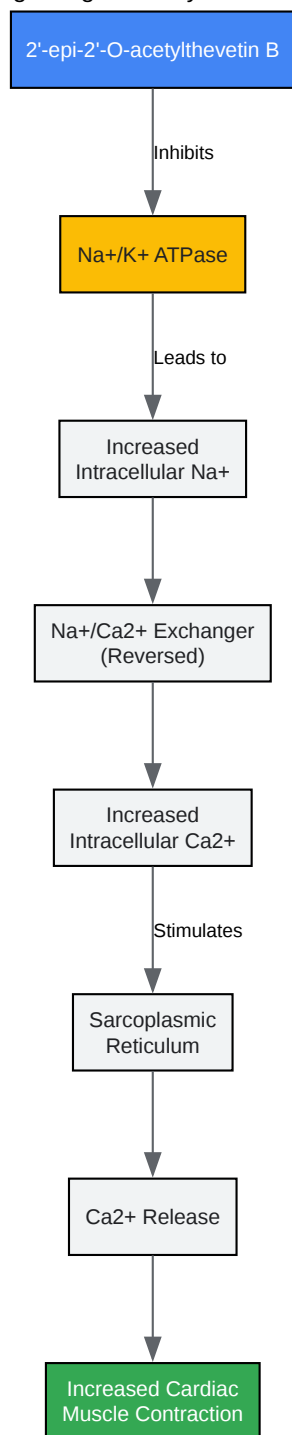 2'-epi-2'-O-acetylthevetin B
Inhibits
Na+/K+ ATPase
Leads to
Increased
Intracellular Na+
Na+/Ca2+ Exchanger
(Reversed)
Increased
Intracellular Ca2+
Stimulates
Sarcoplasmic
Reticulum
Ca2+ Release
Increased Cardiac
Muscle Contraction